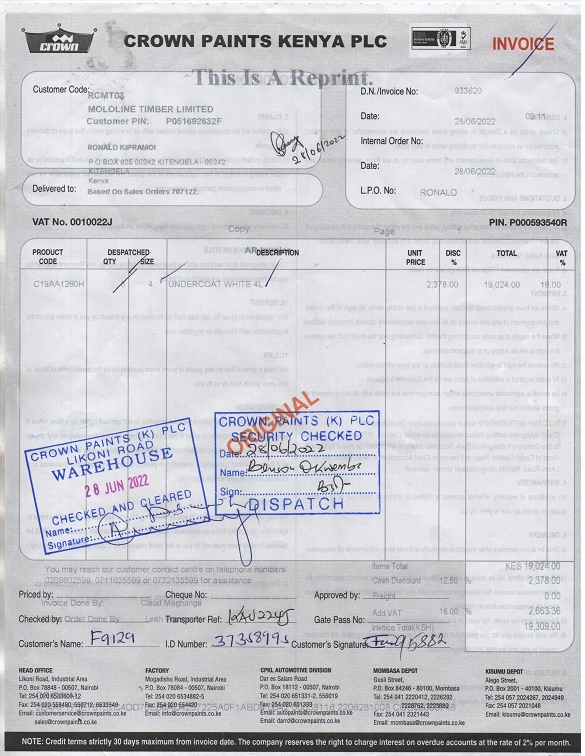 crown
CROWN PAINTS KENYA PLC
INVOICE
This Is A Reprint.
Customer Code:
RCMT03
MOLOLINE TIMBER LIMITED
Customer PIN: P051692632F
RONALD KIPRAMOI
P O BOX 625 00242 KITENGELA - 00242
KITENGELA
Kenya
28/06/2022
Delivered to: Based On Sales Orders 707122.
D.N./Invoice No: 933620
09:11
Date: 28/06/2022
Internal Order No:
Date: 28/06/2022
L.P.O. No: RONALD
VAT No. 0010022J
PIN. P000593540R
Copy
Page 1
PRODUCT CODE DESPATCHED QTY SIZE DESCRIPTION UNIT PRICE DISC % TOTAL VAT %
C19AA1260H 4 UNDERCOAT WHITE 4L 2,378.00 19,024.00 16.00
ORIGINAL
CROWN PAINTS (K) PLC
LIKONI ROAD
WAREHOUSE
28 JUN 2022
CHECKED AND CLEARED
Name:
Signature:
CROWN PAINTS (K) PLC
SECURITY CHECKED
Date: 28/06/2022
Name: Benson
Sign:
DISPATCH
You may reach our customer contact centre on telephone numbers
0208602599, 0711035599 or 0732135599 for assistance
Items Total KES 19,024.00
Cash Discount 12.50 % 2,378.00
Freight 0.00
Add VAT 16.00 % 2,663.36
Invoice Total(KSH) 19,309.00
Priced by: Cheque No: Approved by:
Invoice Done By: Claud Maghanga
Checked by: Order Done By: Leah Transporter Ref: Gate Pass No:
Customer's Name: F9129 I.D Number: Customer's Signature 95882
HEAD OFFICE
Likoni Road, Industrial Area
P.O. Box 78848 - 00507, Nairobi
Fax: 254 020 558480; 550712, 6633549
Email: customerservice@crownpaints.co.ke
sales@crownpaints.co.ke
FACTORY
Mogadishu Road, Industrial Area
P.O. Box 78084 - 00507, Nairobi
Tel: 254 020 6534882-5
Fax: 254 020 554420
Email: info@crownpaints.co.ke
CPKL AUTOMOTIVE DIVISION
Dar es Salam Road
P.O Box 18112 - 00507, Nairobi
Tel: 254 020 651331-2, 556019
Fax: 254 020 651333
Email: autopaints@crownpaints.co.ke
Email: darrd@crownpaints.co.ke
MOMBASA DEPOT
Gusii Street,
P.O. Box 84246 - 80100, Mombasa
Tel: 254 041 2220412, 2226292
2228762, 2223892
Fax: 254 041 2321443
Email: mombasa@crownpaints.co.ke
KISUMU DEPOT
Alego Street,
P.O. Box 2001 - 40100, Kisumu
Tel: 254 057 2024267, 2024949
Fax: 254 057 2021048
Email: kisumu@crownpaints.co.ke
NOTE: Credit terms strictly 30 days maximum from invoice date. The company reserves the right to charge interest on overdue accounts at the rate of 2% per month.